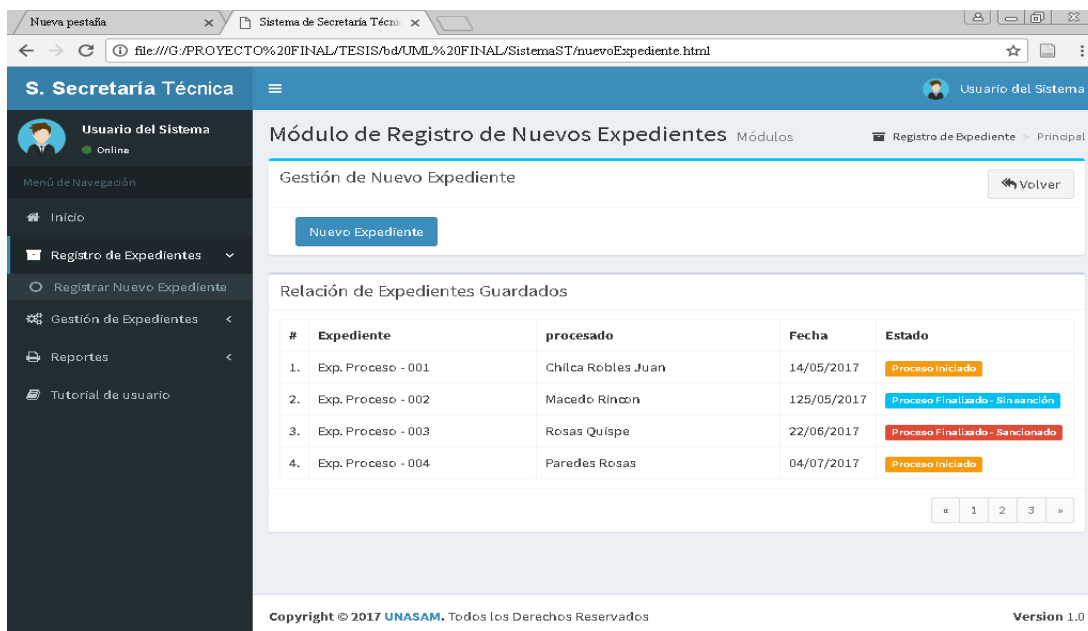 Nueva pestaña
Sistema de Secretaría Técni
file:///G:/PROYECTO%20FINAL/TESIS/bd/UML%20FINAL/SistemaST/nuevoExpediente.html
S. Secretaría Técnica
Usuario del Sistema
Usuario del Sistema
Online
Módulo de Registro de Nuevos Expedientes Módulos
Registro de Expediente > Principal
Menú de Navegación
Inicio
Registro de Expedientes
Registrar Nuevo Expediente
Gestión de Expedientes
Reportes
Tutorial de usuario
Gestión de Nuevo Expediente
Volver
Nuevo Expediente
Relación de Expedientes Guardados
# Expediente procesado Fecha Estado
1. Exp. Proceso - 001 Chilca Robles Juan 14/05/2017 Proceso Iniciado
2. Exp. Proceso - 002 Macedo Rincon 125/05/2017 Proceso Finalizado - Sin sanción
3. Exp. Proceso - 003 Rosas Quispe 22/06/2017 Proceso Finalizado - Sancionado
4. Exp. Proceso - 004 Paredes Rosas 04/07/2017 Proceso Iniciado
« 1 2 3 »
Copyright © 2017 UNASAM. Todos los Derechos Reservados
Version 1.0